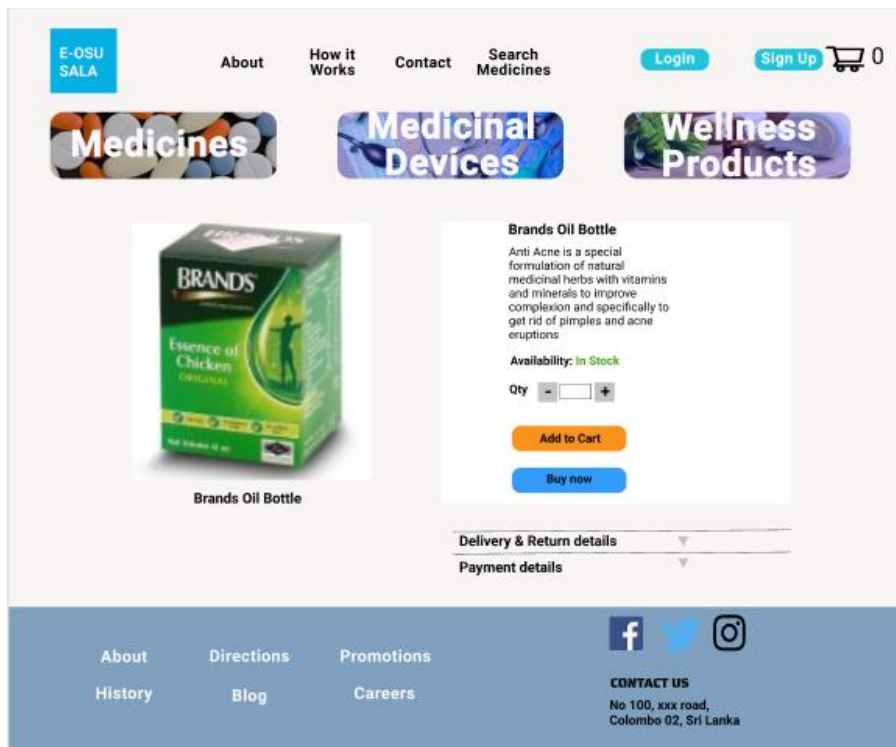 E-OSU
SALA
About
How it
Works
Contact
Search
Medicines
Login
Sign Up
0
Medicines
Medicinal
Devices
Wellness
Products
BRANDS
BRAND'S
Essence of
Chicken
ORIGINAL
Brands Oil Bottle
Brands Oil Bottle
Anti Acne is a special
formulation of natural
medicinal herbs with vitamins
and minerals to improve
complexion and specifically to
get rid of pimples and acne
eruptions
Availability: In Stock
Qty - +
Add to Cart
Buy now
Delivery & Return details
Payment details
About
Directions
Promotions
History
Blog
Careers
CONTACT US
No 100, xxx road,
Colombo 02, Sri Lanka